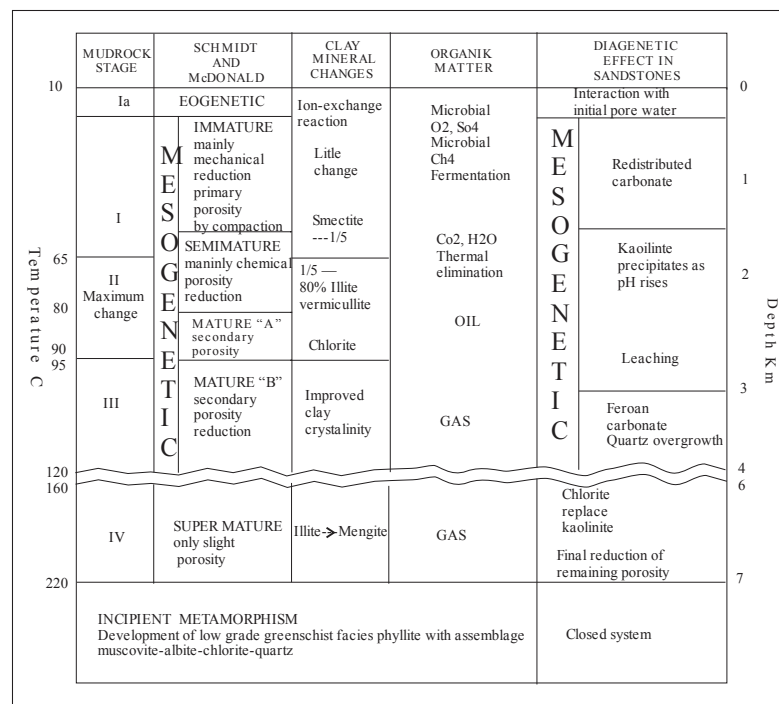 MUDROCK
STAGE
SCHMIDT
AND
McDONALD
CLAY
MINERAL
CHANGES
ORGANIK
MATTER
DIAGENETIC
EFFECT IN
SANDSTONES
Temperature C
10
65
80
90
95
120
160
220
Ia
I
II
Maximum
change
III
IV
EOGENETIC
MESOGENETIC
IMMATURE
mainly
mechanical
reduction
primary
porosity
by compaction
SEMIMATURE
maninly chemical
porosity
reduction
MATURE “A”
secondary
porosity
MATURE “B”
secondary
porosity
reduction
SUPER MATURE
only slight
porosity
Ion-exchange
reaction
Litle
change
Smectite
---1/5
1/5 —
80% Illite
vermicullite
Chlorite
Improved
clay
crystalinity
Illite→Mengite
Microbial
O2, So4
Microbial
Ch4
Fermentation
Co2, H2O
Thermal
elimination
OIL
GAS
GAS
Interaction with
initial pore water
MESOGENETIC
Redistributed
carbonate
Kaoilinte
precipitates as
pH rises
Leaching
Feroan
carbonate
Quartz overgrowth
Chlorite
replace
kaolinite
Final reduction of
remaining porosity
0
1
2
3
4
6
7
Depth Km
INCIPIENT METAMORPHISM
Development of low grade greenschist facies phyllite with assemblage
muscovite-albite-chlorite-quartz
Closed system